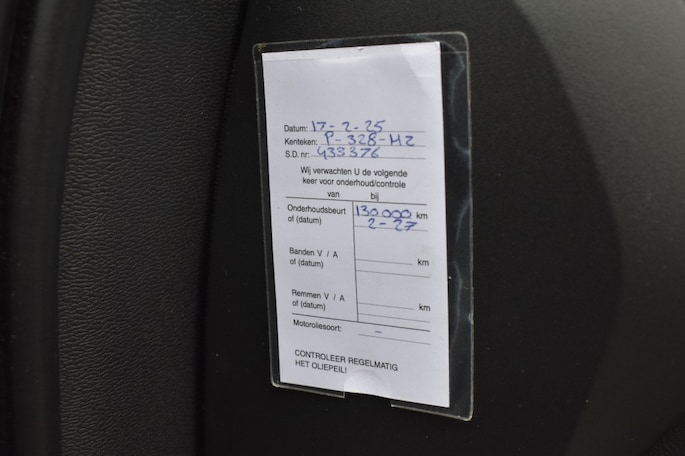 Datum: 17-2-25
Kenteken: P-328-HZ
S.D. nr: 433376
Wij verwachten U de volgende
keer voor onderhoud/controle
van bij
Onderhoudsbeurt 130.000 km
of (datum) 2-27
Banden V / A km
of (datum)
Remmen V / A km
of (datum)
Motoroliesoort: -
CONTROLEER REGELMATIG
HET OLIEPEIL!